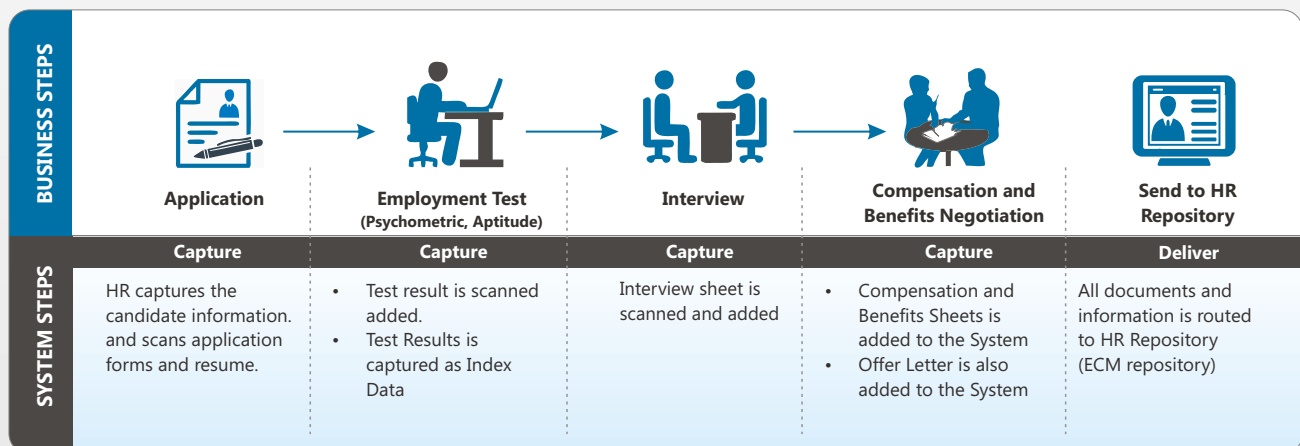 BUSINESS STEPS
Application
Employment Test
(Psychometric, Aptitude)
Interview
Compensation and
Benefits Negotiation
Send to HR
Repository
SYSTEM STEPS
Capture
Capture
Capture
Capture
Deliver
HR captures the
candidate information.
and scans application
forms and resume.
• Test result is scanned
added.
• Test Results is
captured as Index
Data
Interview sheet is
scanned and added
• Compensation and
Benefits Sheets is
added to the System
• Offer Letter is also
added to the System
All documents and
information is routed
to HR Repository
(ECM repository)